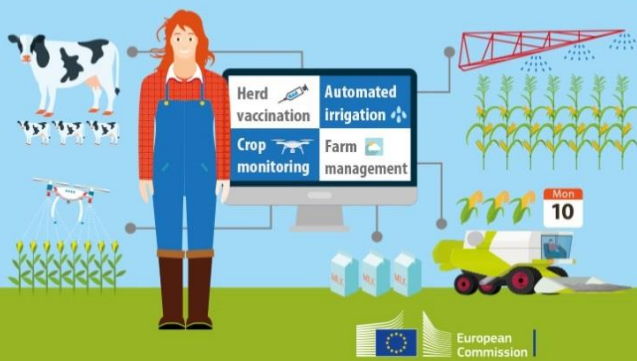 Herd
vaccination
Automated
irrigation
Crop
monitoring
Farm
management
Mon
10
MILK
MILK
MILK
European
Commission